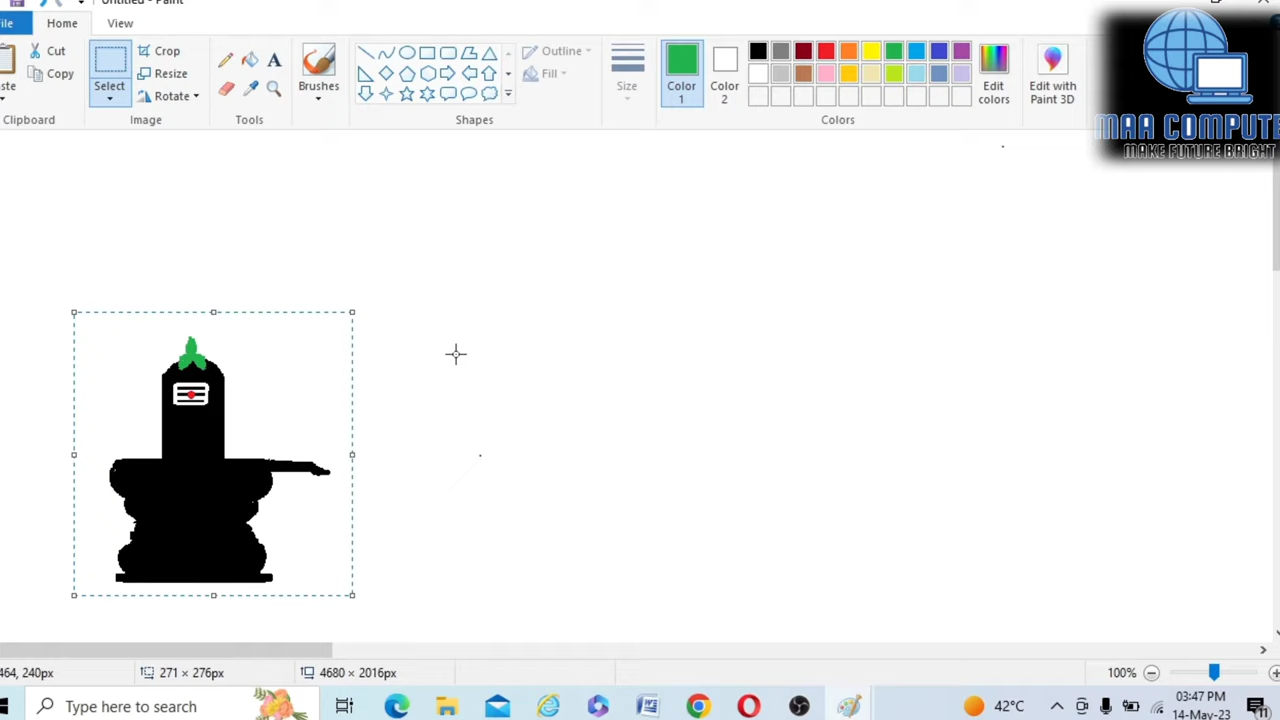 Untitled - Paint
File
Home
View
Cut
Copy
Clipboard
Select
Crop
Resize
Rotate
Image
Tools
Brushes
Shapes
Outline
Fill
Size
Color
1
Color
2
Edit
colors
Colors
Edit with
Paint 3D
MAA COMPUTE
MAKE FUTURE BRIGHT
464, 240px
271 × 276px
4680 × 2016px
100%
Type here to search
42°C
03:47 PM
14-May-23